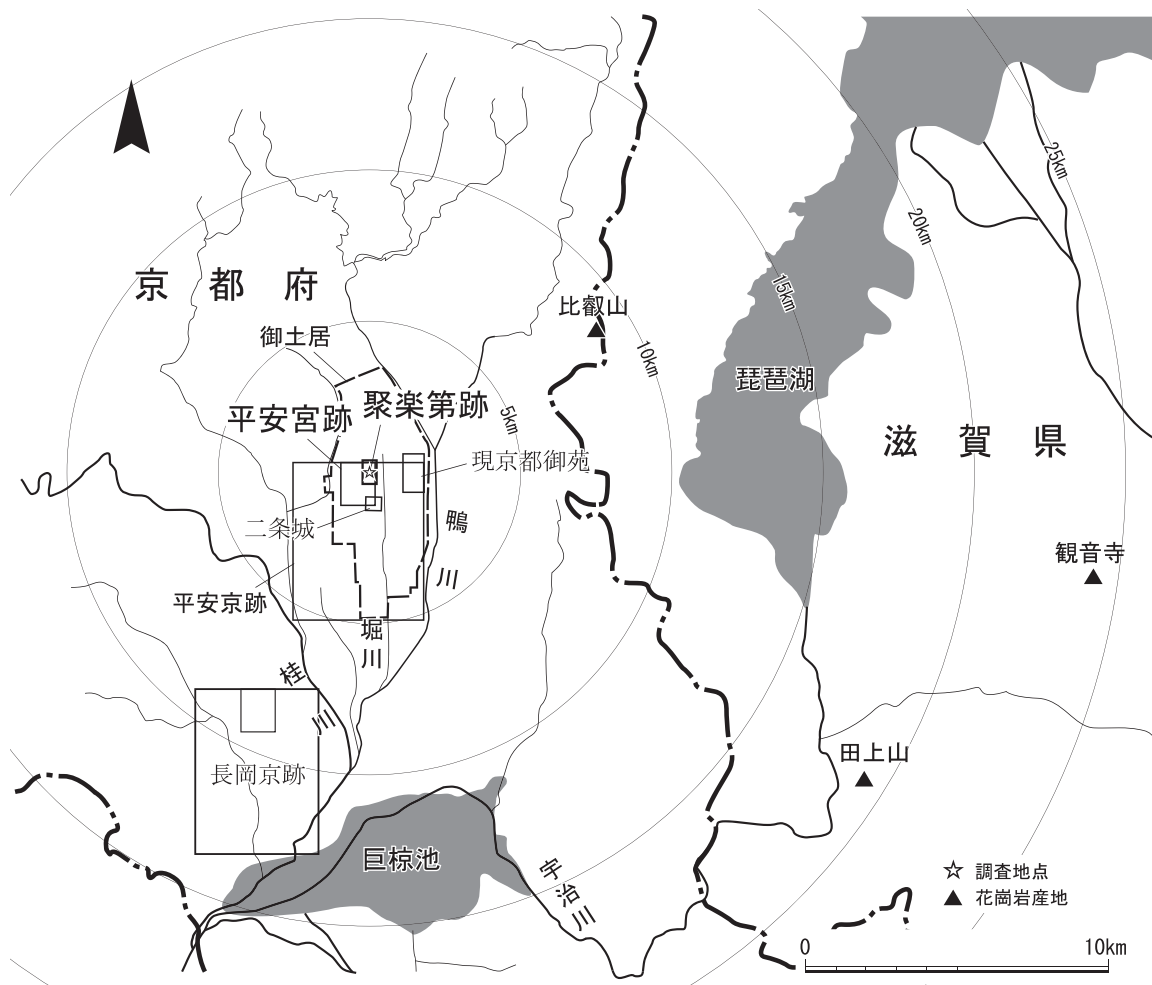 25km
20km
15km
京都府
比叡山
御土居
10km
琵琶湖
平安宮跡
聚楽第跡
5km
滋賀県
現京都御苑
鴨川
二条城
観音寺
平安京跡
堀川
桂川
田上山
長岡京跡
巨椋池
宇治川
☆ 調査地点
▲ 花崗岩産地
0 10km